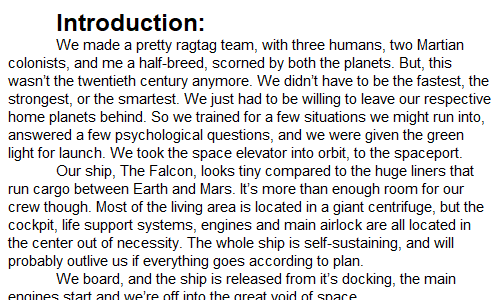 Introduction:
We made a pretty ragtag team, with three humans, two Martian
colonists, and me a half-breed, scorned by both the planets. But, this
wasn't the twentieth century anymore. We didn't have to be the fastest, the
strongest, or the smartest. We just had to be willing to leave our respective
home planets behind. So we trained for a few situations we might run into,
answered a few psychological questions, and we were given the green
light for launch. We took the space elevator into orbit, to the spaceport.
Our ship, The Falcon, looks tiny compared to the huge liners that
run cargo between Earth and Mars. It's more than enough room for our
crew though. Most of the living area is located in a giant centrifuge, but the
cockpit, life support systems, engines and main airlock are all located in
the center out of necessity. The whole ship is self-sustaining, and will
probably outlive us if everything goes according to plan.
We board, and the ship is released from it's docking, the main
engines start and we're off into the great void of space.